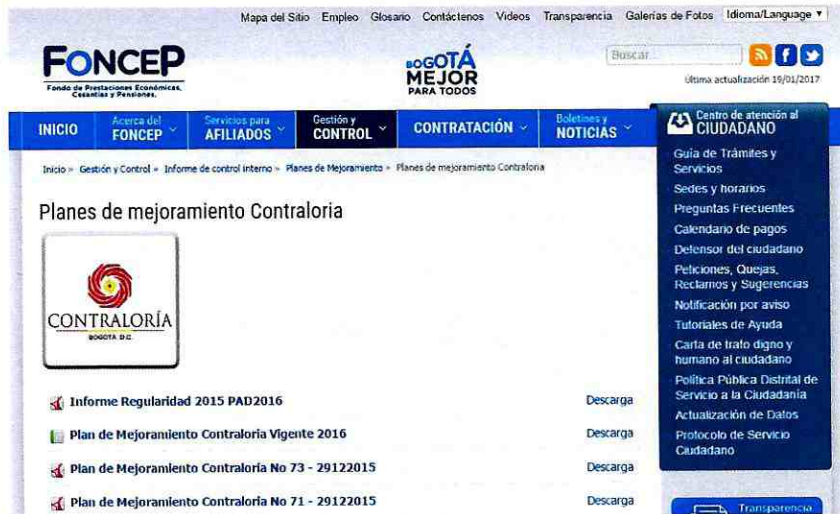 Mapa del Sitio Empleo Glosario Contáctenos Videos Transparencia Galerías de Fotos Idioma/Language
FONCEP
Fondo de Prestaciones Económicas,
Cesantías y Pensiones.
BOGOTÁ
MEJOR
PARA TODOS
Buscar
Última actualización 19/01/2017
INICIO
Acerca del
FONCEP
Servicios para
AFILIADOS
Gestión y
CONTROL
CONTRATACIÓN
Boletines y
NOTICIAS
Centro de atención al
CIUDADANO
Inicio » Gestión y Control » Informe de control interno » Planes de Mejoramiento » Planes de mejoramiento Contraloria
Planes de mejoramiento Contraloria
CONTRALORÍA
BOGOTÁ D.C.
Informe Regularidad 2015 PAD2016 Descarga
Plan de Mejoramiento Contraloria Vigente 2016 Descarga
Plan de Mejoramiento Contraloria No 73 - 29122015 Descarga
Plan de Mejoramiento Contraloria No 71 - 29122015 Descarga
Guía de Trámites y
Servicios
Sedes y horarios
Preguntas Frecuentes
Calendario de pagos
Defensor del ciudadano
Peticiones, Quejas,
Reclamos y Sugerencias
Notificación por aviso
Tutoriales de Ayuda
Carta de trato digno y
humano al ciudadano
Política Pública Distrital de
Servicio a la Ciudadanía
Actualización de Datos
Protocolo de Servicio
Ciudadano
Transparencia